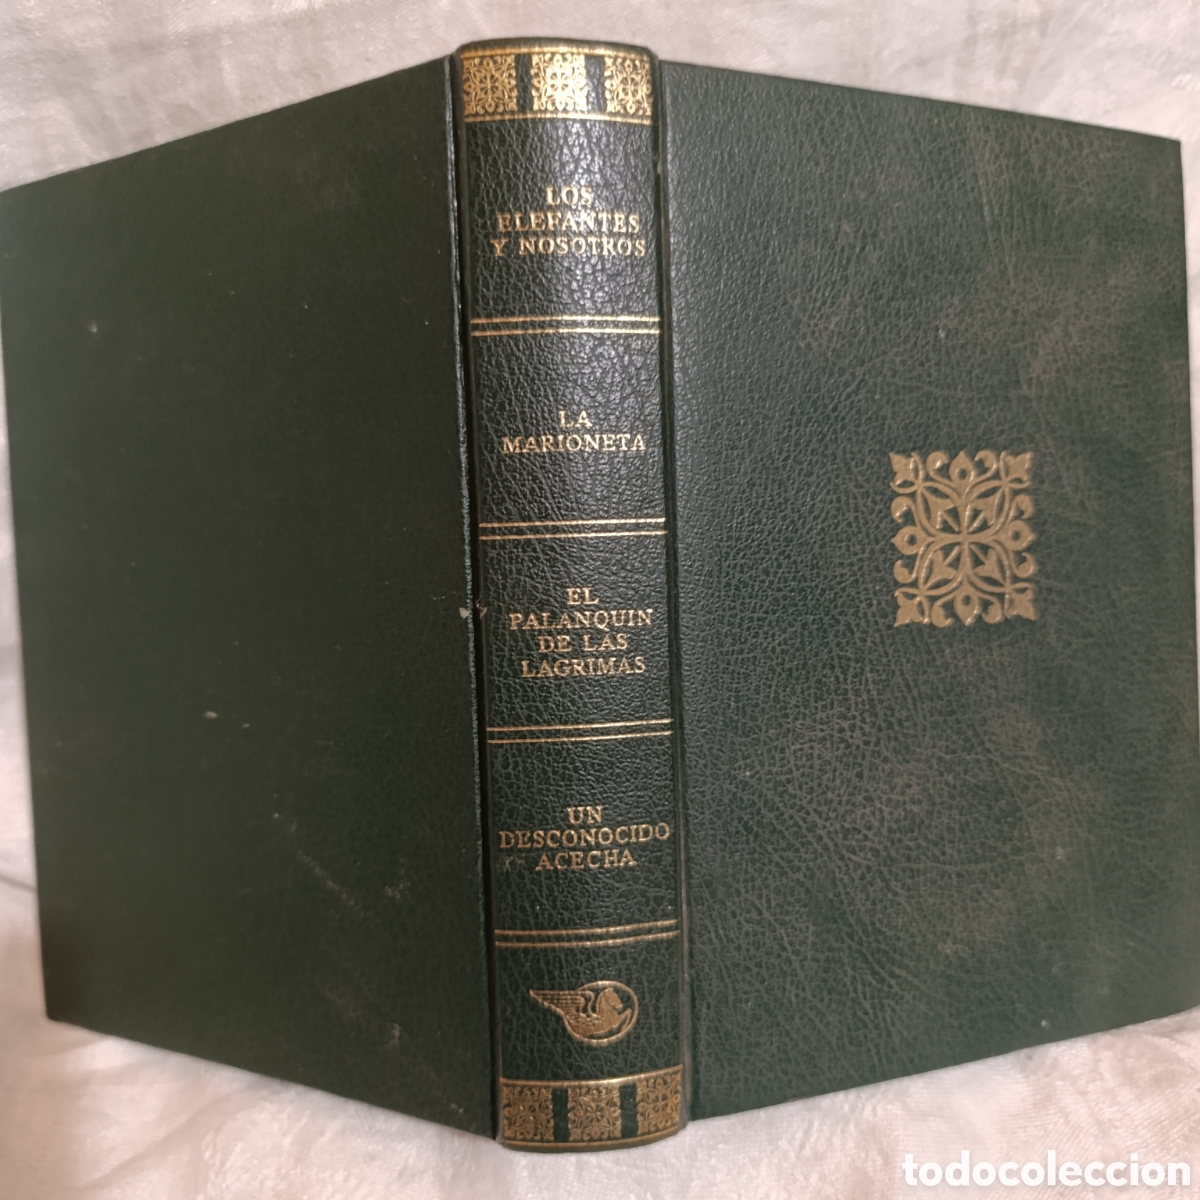 LOS
ELEFANTES
Y NOSOTROS
LA
MARIONETA
EL
PALANQUIN
DE LAS
LAGRIMAS
UN
DESCONOCIDO
ACECHA
todocoleccion